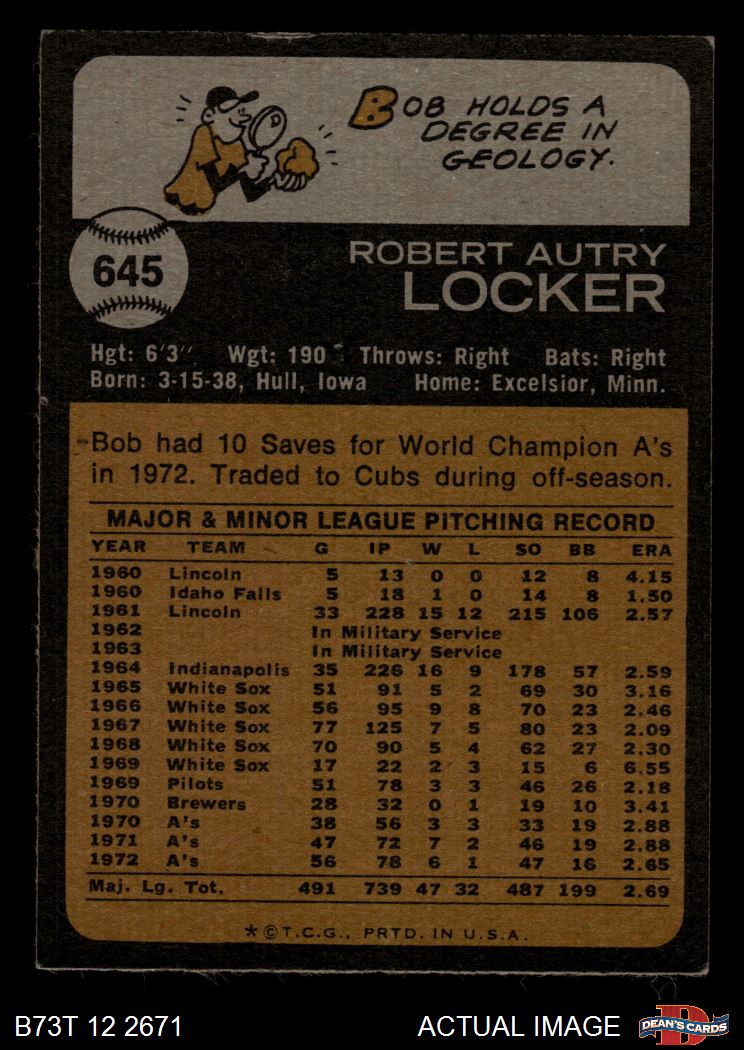 BOB HOLDS A
DEGREE IN
GEOLOGY.
645
ROBERT AUTRY
LOCKER
Hgt: 6'3" Wgt: 190 Throws: Right Bats: Right
Born: 3-15-38, Hull, Iowa Home: Excelsior, Minn.
Bob had 10 Saves for World Champion A's
in 1972. Traded to Cubs during off-season.
MAJOR & MINOR LEAGUE PITCHING RECORD
YEAR TEAM G IP W L SO BB ERA
1960 Lincoln 5 13 0 0 12 8 4.15
1960 Idaho Falls 5 18 1 0 14 8 1.50
1961 Lincoln 33 228 15 12 215 106 2.57
1962 In Military Service
1963 In Military Service
1964 Indianapolis 35 226 16 9 178 57 2.59
1965 White Sox 51 91 5 2 69 30 3.16
1966 White Sox 56 95 9 8 70 23 2.46
1967 White Sox 77 125 7 5 80 23 2.09
1968 White Sox 70 90 5 4 62 27 2.30
1969 White Sox 17 22 2 3 15 6 6.55
1969 Pilots 51 78 3 3 46 26 2.18
1970 Brewers 28 32 0 1 19 10 3.41
1970 A's 38 56 3 3 33 19 2.88
1971 A's 47 72 7 2 46 19 2.88
1972 A's 56 78 6 1 47 16 2.65
Maj. Lg. Tot. 491 739 47 32 487 199 2.69
*©T.C.G., PRTD. IN U.S.A.
B73T 12 2671 ACTUAL IMAGE D DEAN'S CARDS